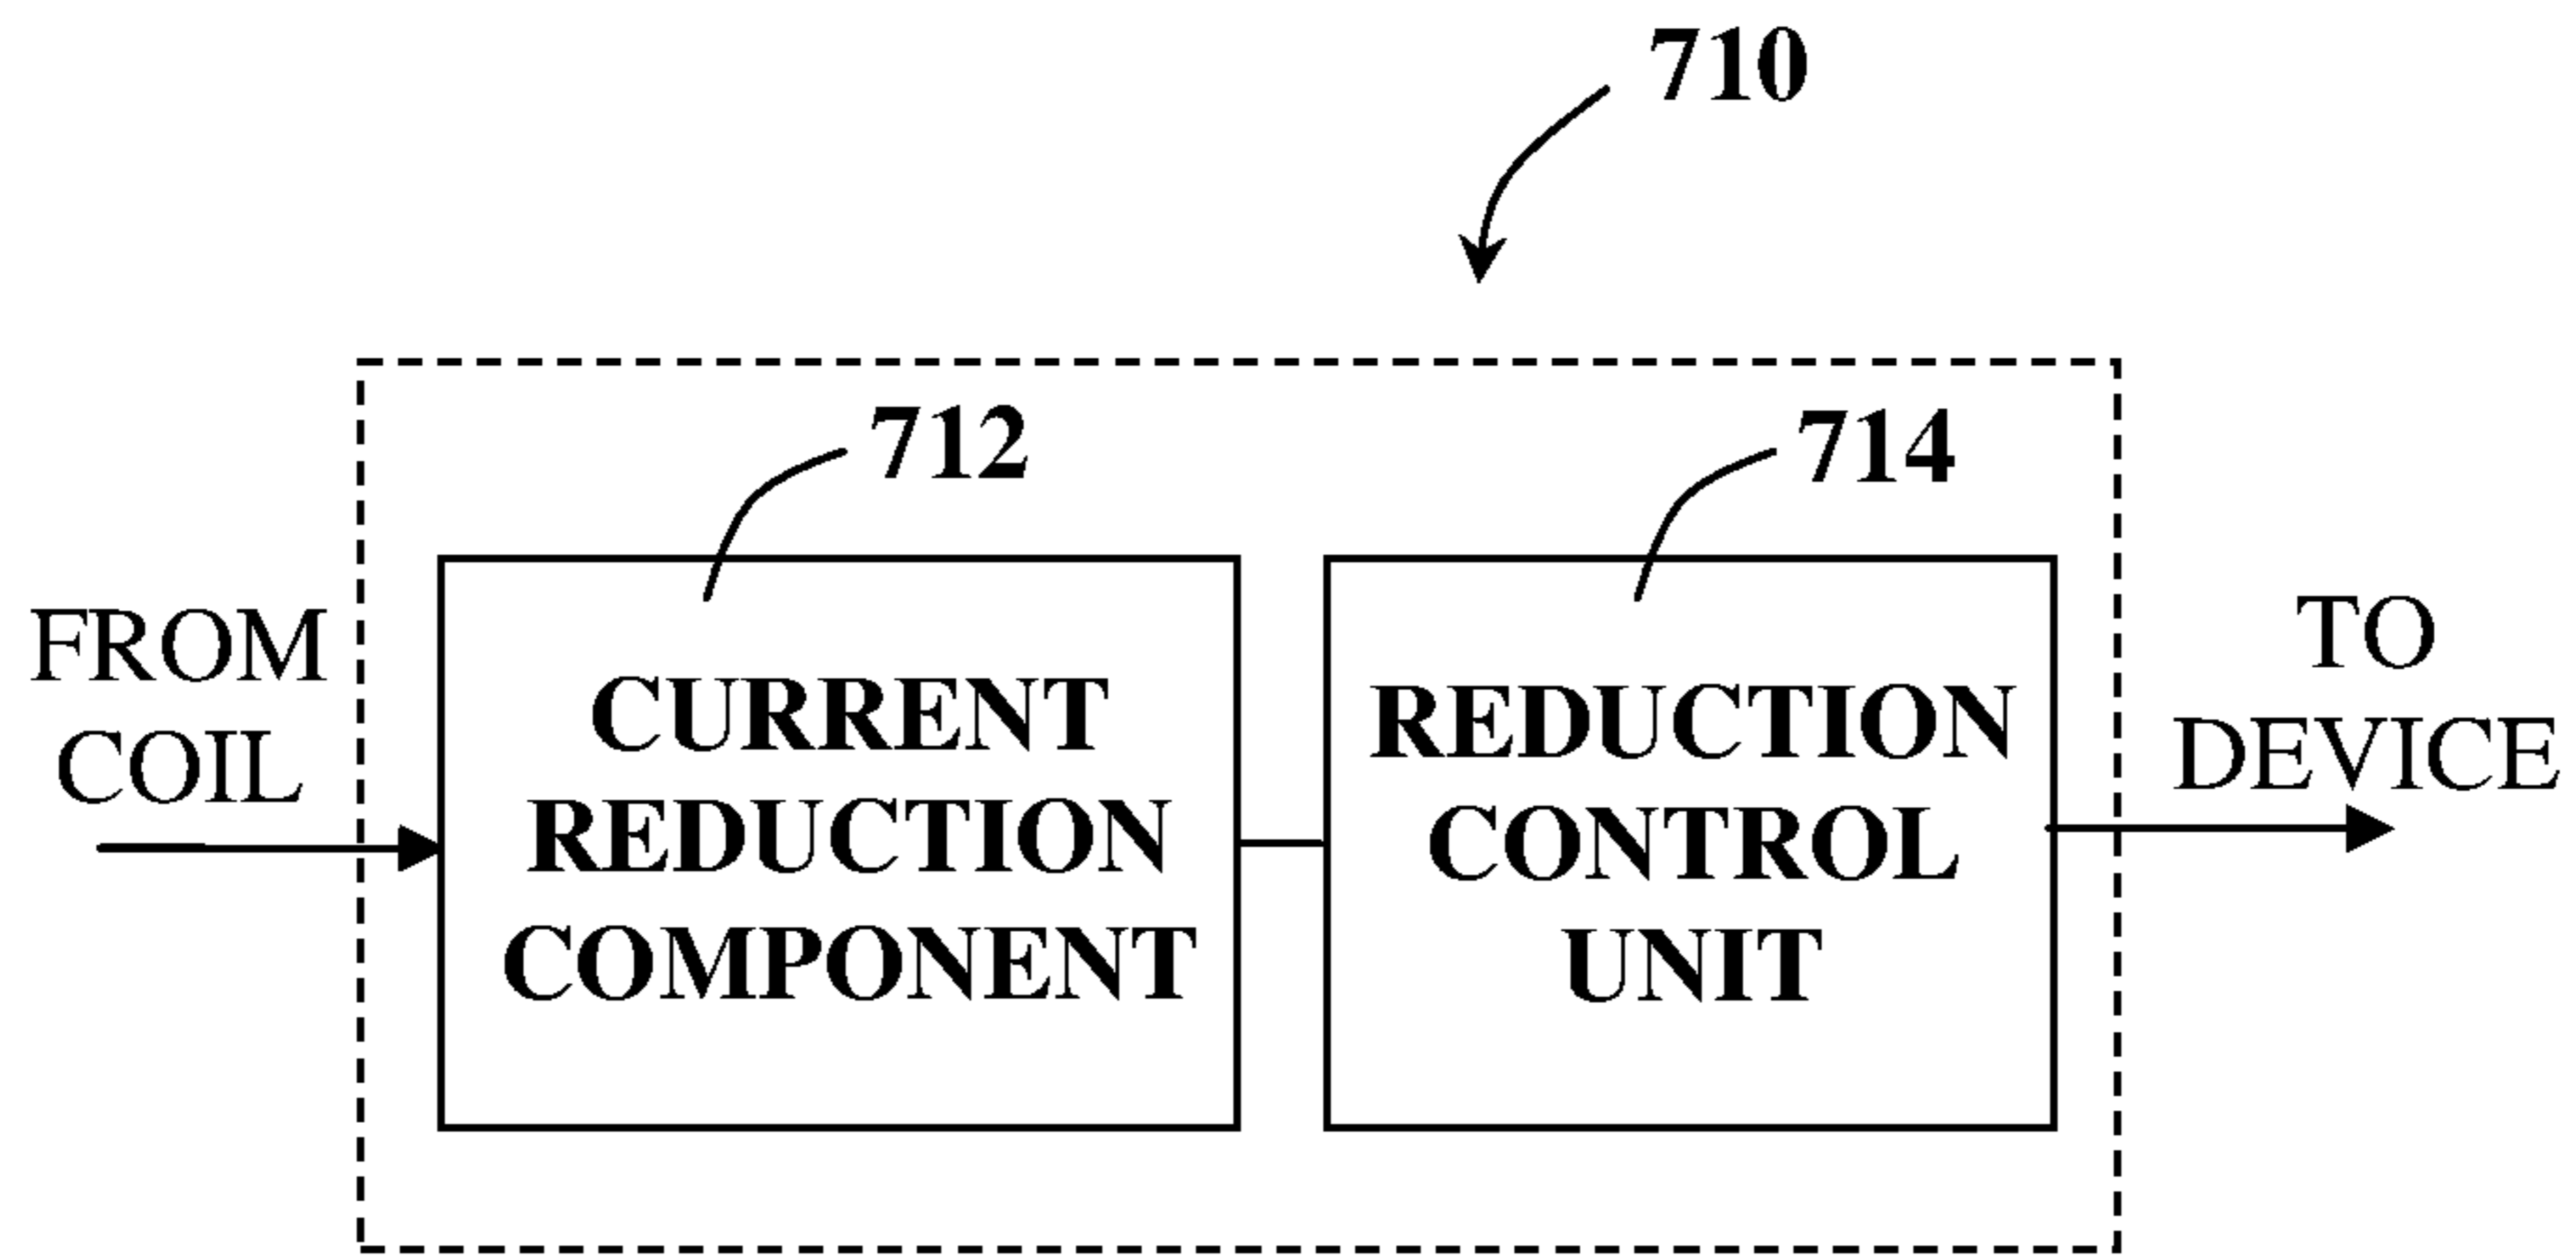 710
712
714
FROM
COIL
CURRENT
REDUCTION
COMPONENT
REDUCTION
CONTROL
UNIT
TO
DEVICE